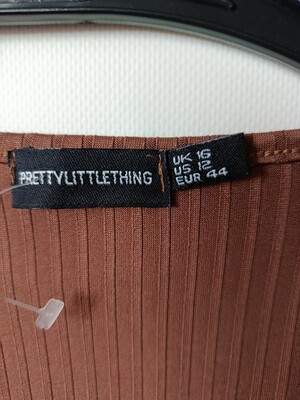 PRETTYLITTLETHING
UK 16
US 12
EUR 44